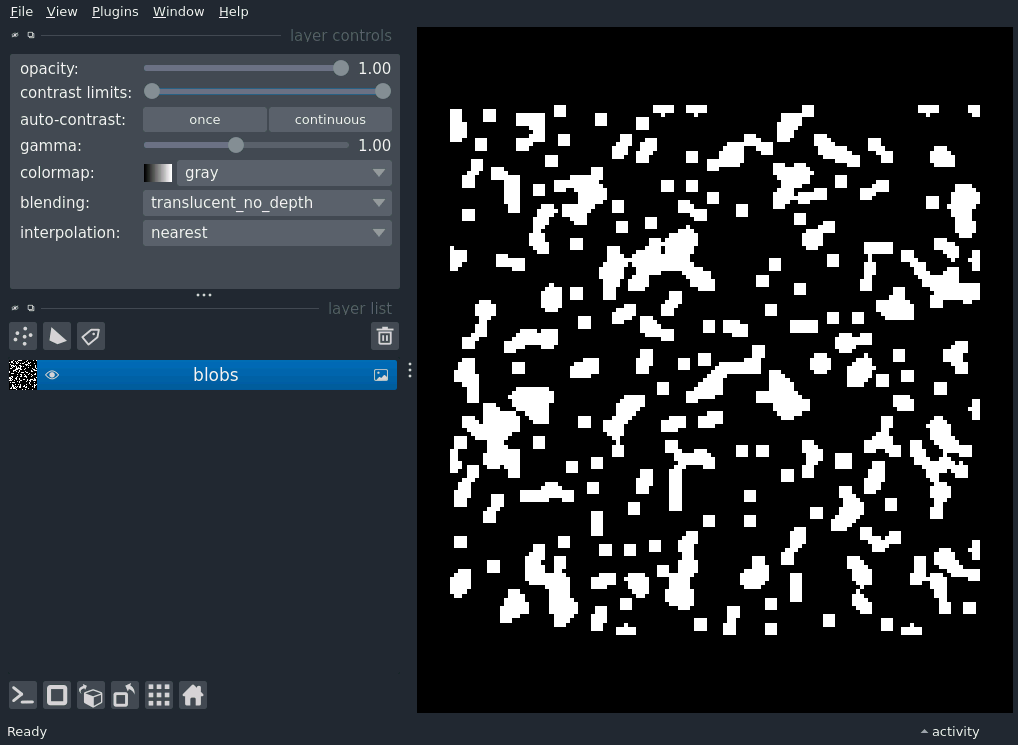 File View Plugins Window Help
layer controls
opacity: 1.00
contrast limits:
auto-contrast: once continuous
gamma: 1.00
colormap: gray
blending: translucent_no_depth
interpolation: nearest
layer list
blobs
Ready
activity